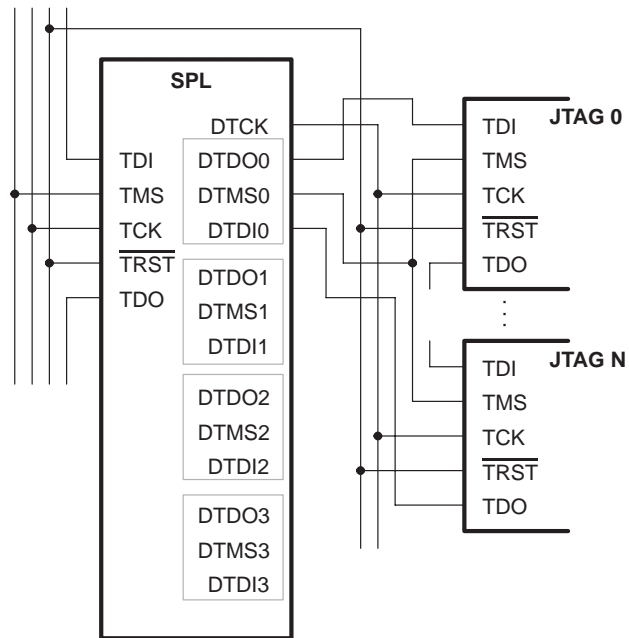 SPL
DTCK
TDI
TMS
TCK
TRST
TDO
DTDO0
DTMS0
DTDI0
DTDO1
DTMS1
DTDI1
DTDO2
DTMS2
DTDI2
DTDO3
DTMS3
DTDI3
JTAG 0
TDI
TMS
TCK
TRST
TDO
JTAG N
TDI
TMS
TCK
TRST
TDO